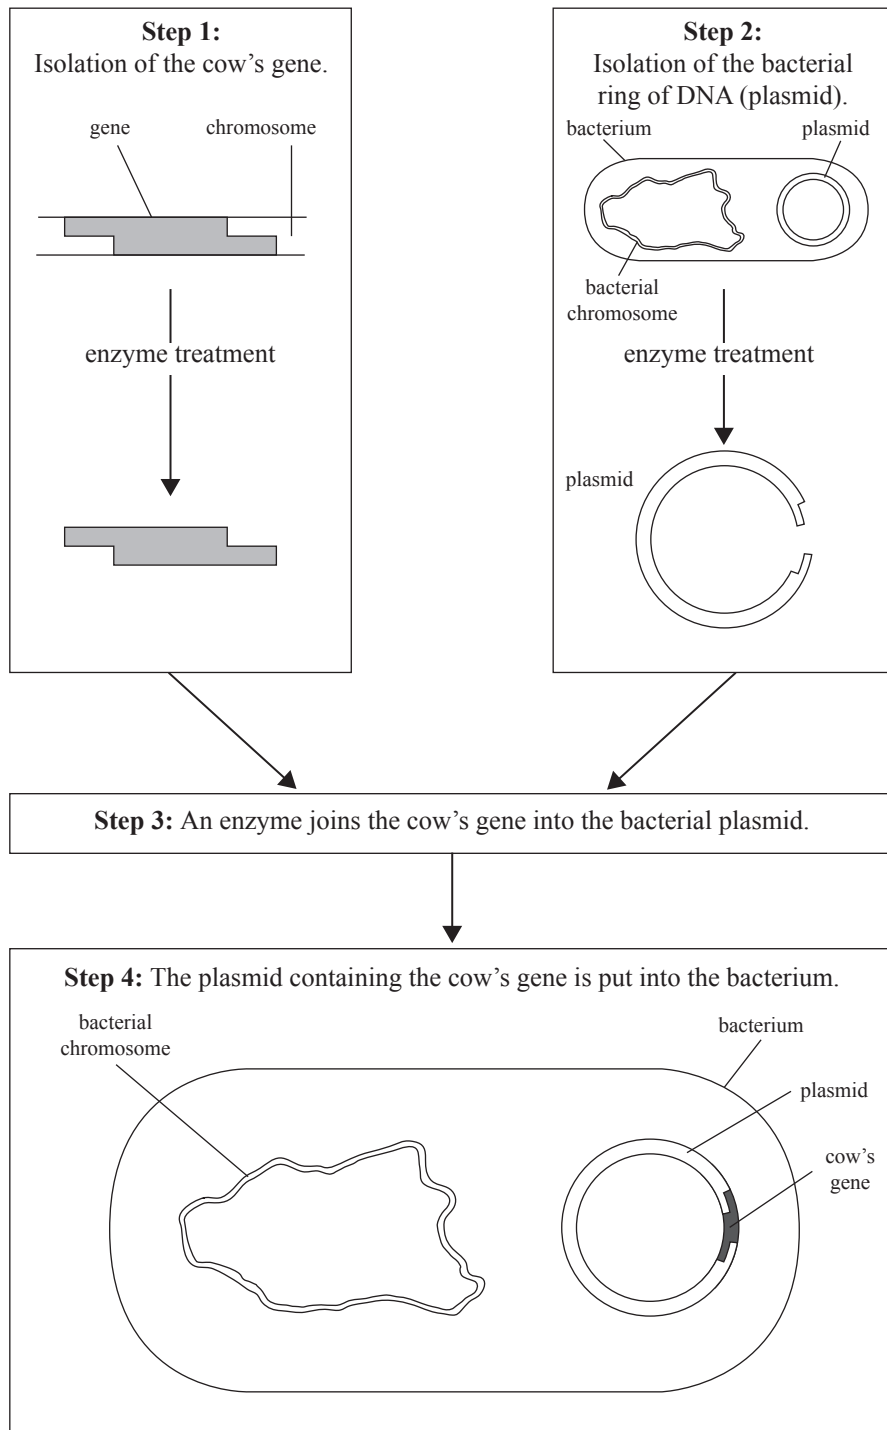 Step 1:
Isolation of the cow's gene.
gene
chromosome
enzyme treatment
Step 2:
Isolation of the bacterial
ring of DNA (plasmid).
bacterium
plasmid
bacterial
chromosome
enzyme treatment
plasmid
Step 3: An enzyme joins the cow's gene into the bacterial plasmid.
Step 4: The plasmid containing the cow's gene is put into the bacterium.
bacterial
chromosome
bacterium
plasmid
cow's
gene